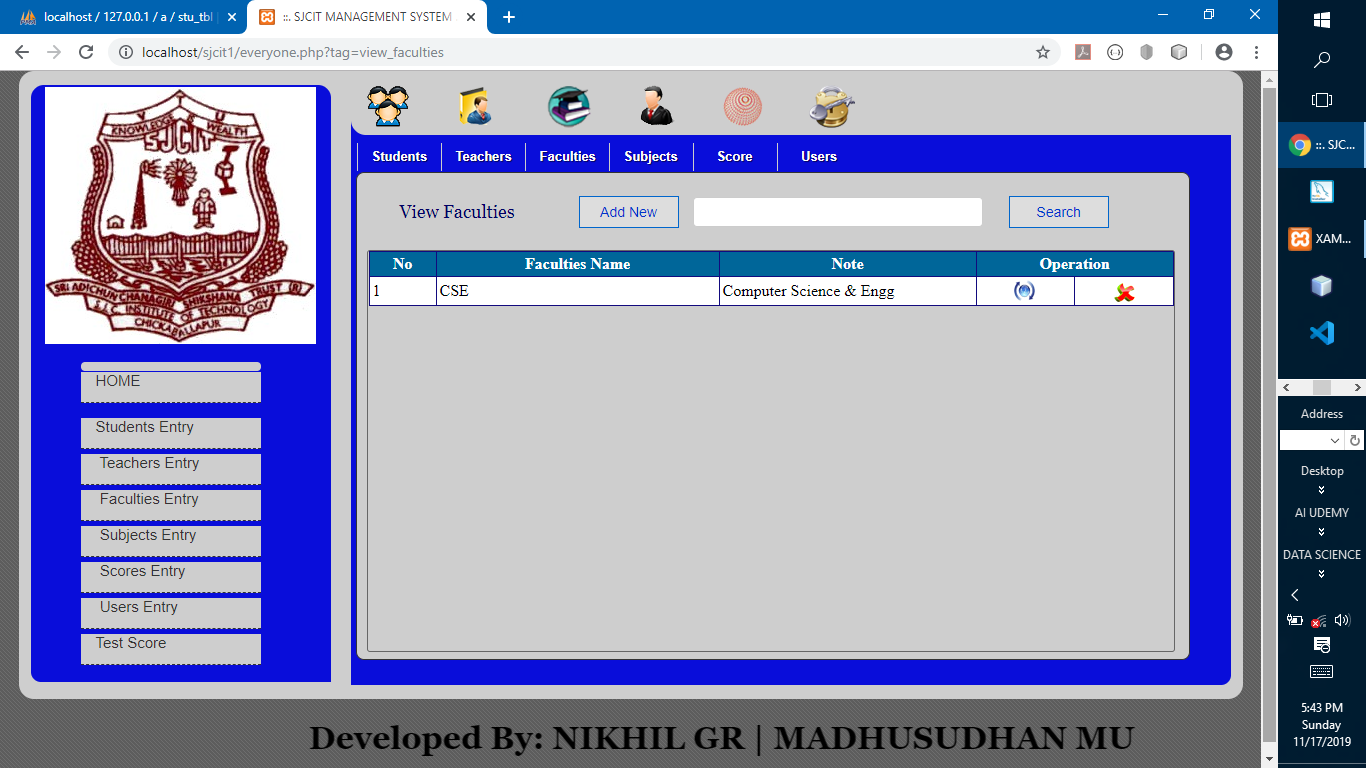 localhost / 127.0.0.1 / a / stu_tbl
::. SJCIT MANAGEMENT SYSTEM .
localhost/sjcit1/everyone.php?tag=view_faculties
V T U
KNOWLEDGE WEALTH
SJCIT
SRI ADICHUNCHANAGIRI SHIKSHANA TRUST (R)
S.J.C. INSTITUTE OF TECHNOLOGY
CHICKABALLAPUR
HOME
Students Entry
Teachers Entry
Faculties Entry
Subjects Entry
Scores Entry
Users Entry
Test Score
Students Teachers Faculties Subjects Score Users
View Faculties Add New Search
No Faculties Name Note Operation
1 CSE Computer Science & Engg
Developed By: NIKHIL GR | MADHUSUDHAN MU
::. SJC...
XAM...
Address
Desktop
AI UDEMY
DATA SCIENCE
5:43 PM
Sunday
11/17/2019